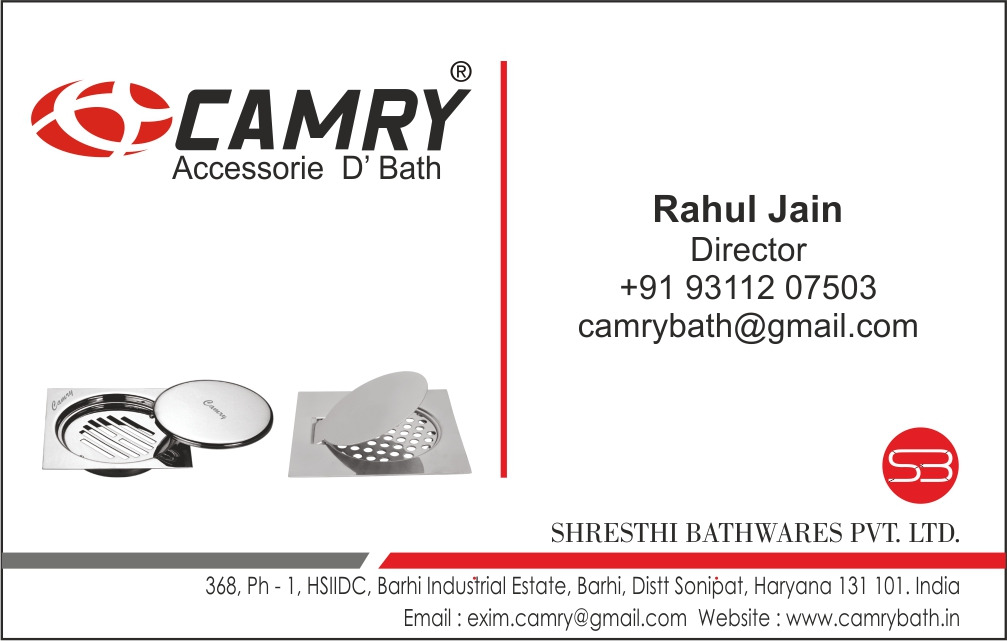 CAMRY®
Accessorie D' Bath
Rahul Jain
Director
+91 93112 07503
camrybath@gmail.com
Camry
Camry
SB
SHRESTHI BATHWARES PVT. LTD.
368, Ph - 1, HSIIDC, Barhi Industrial Estate, Barhi, Distt Sonipat, Haryana 131 101. India
Email : exim.camry@gmail.com Website : www.camrybath.in